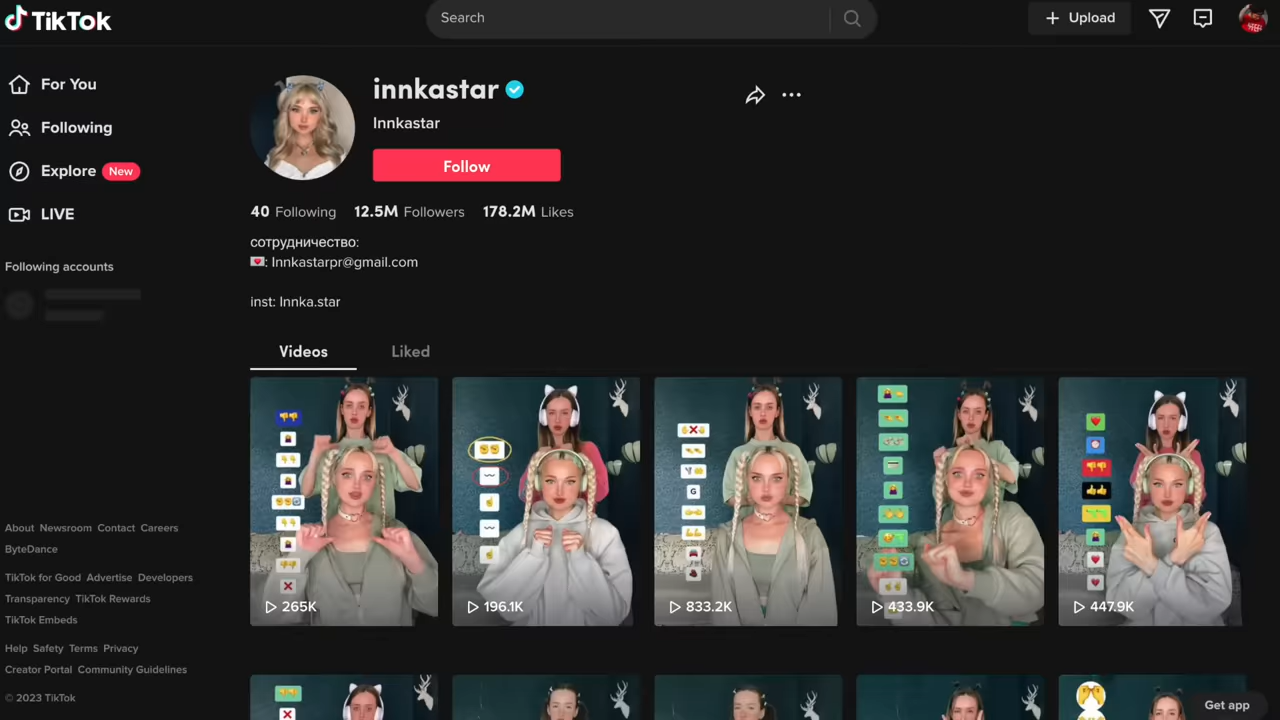 TikTok
Search
Upload
For You
Following
Explore New
LIVE
Following accounts
About Newsroom Contact Careers
ByteDance
TikTok for Good Advertise Developers
Transparency TikTok Rewards
TikTok Embeds
Help Safety Terms Privacy
Creator Portal Community Guidelines
© 2023 TikTok
innkastar
Innkastar
Follow
40 Following 12.5M Followers 178.2M Likes
сотрудничество:
💌: Innkastarpr@gmail.com
inst: Innka.star
Videos Liked
G
265K
196.1K
833.2K
433.9K
447.9K
Get app